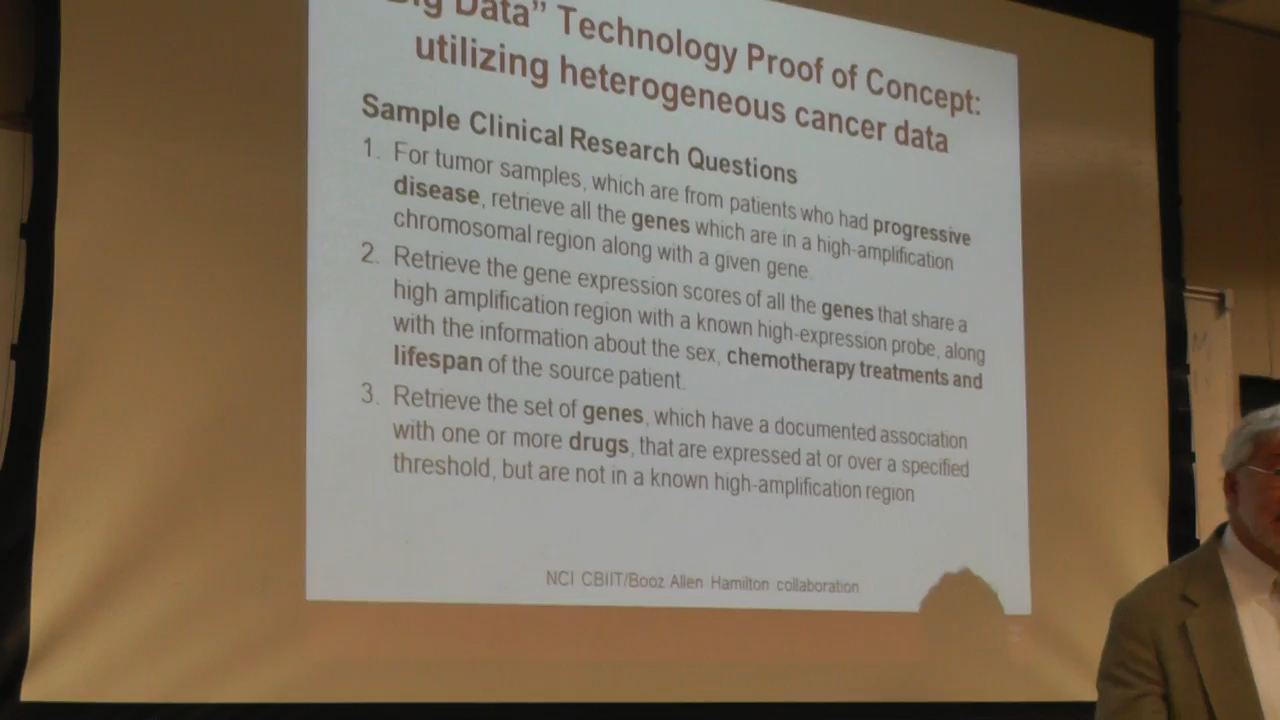 Big Data” Technology Proof of Concept:
utilizing heterogeneous cancer data
Sample Clinical Research Questions
1. For tumor samples, which are from patients who had progressive
disease, retrieve all the genes which are in a high-amplification
chromosomal region along with a given gene
2. Retrieve the gene expression scores of all the genes that share a
high amplification region with a known high-expression probe, along
with the information about the sex, chemotherapy treatments and
lifespan of the source patient.
3. Retrieve the set of genes, which have a documented association
with one or more drugs, that are expressed at or over a specified
threshold, but are not in a known high-amplification region
NCI CBIIT/Booz Allen Hamilton collaboration